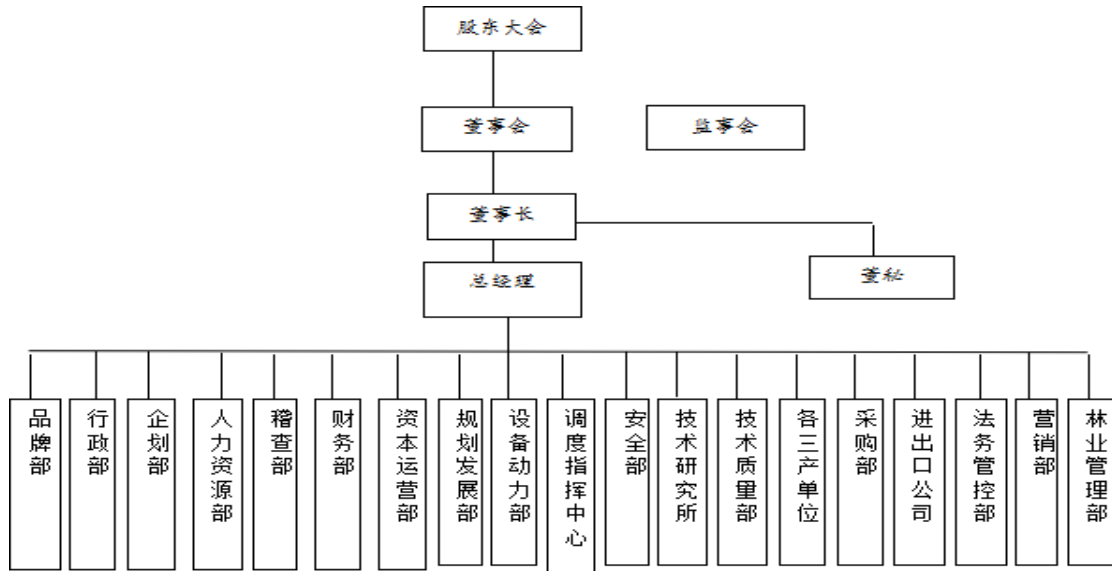 股东大会
董事会
监事会
董事长
董秘
总经理
品牌部
行政部
企划部
人力资源部
稽查部
财务部
资本运营部
规划发展部
设备动力部
调度指挥中心
安全部
技术研究所
技术质量部
各三产单位
采购部
进出口公司
法务管控部
营销部
林业管理部